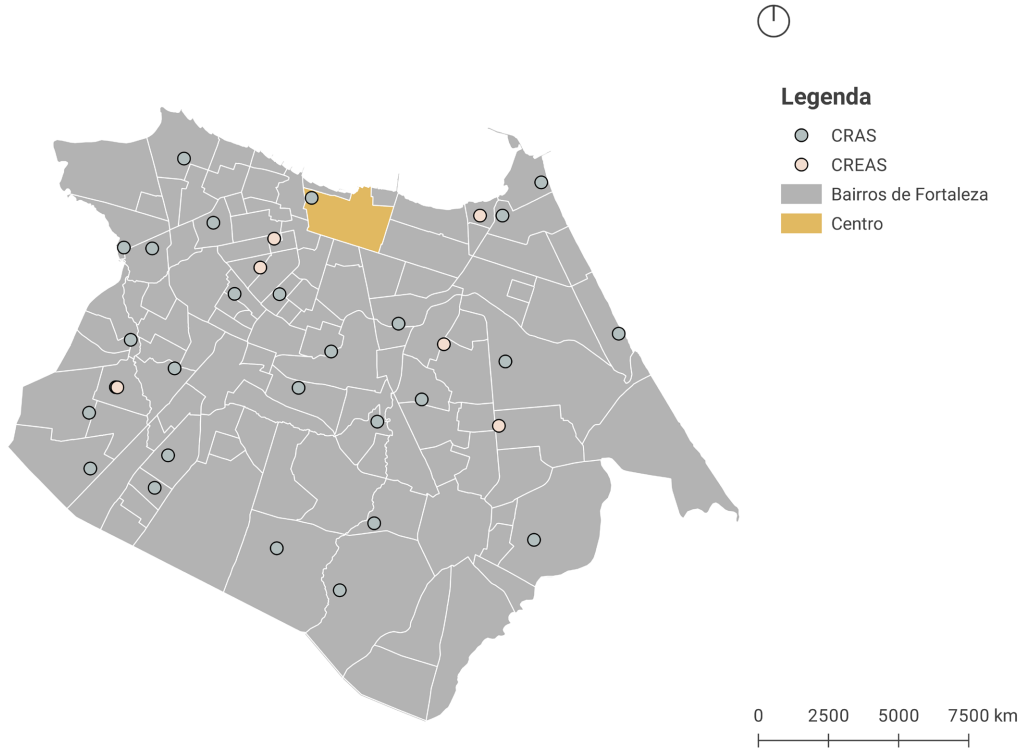 Legenda
CRAS
CREAS
Bairros de Fortaleza
Centro
0 2500 5000 7500 km